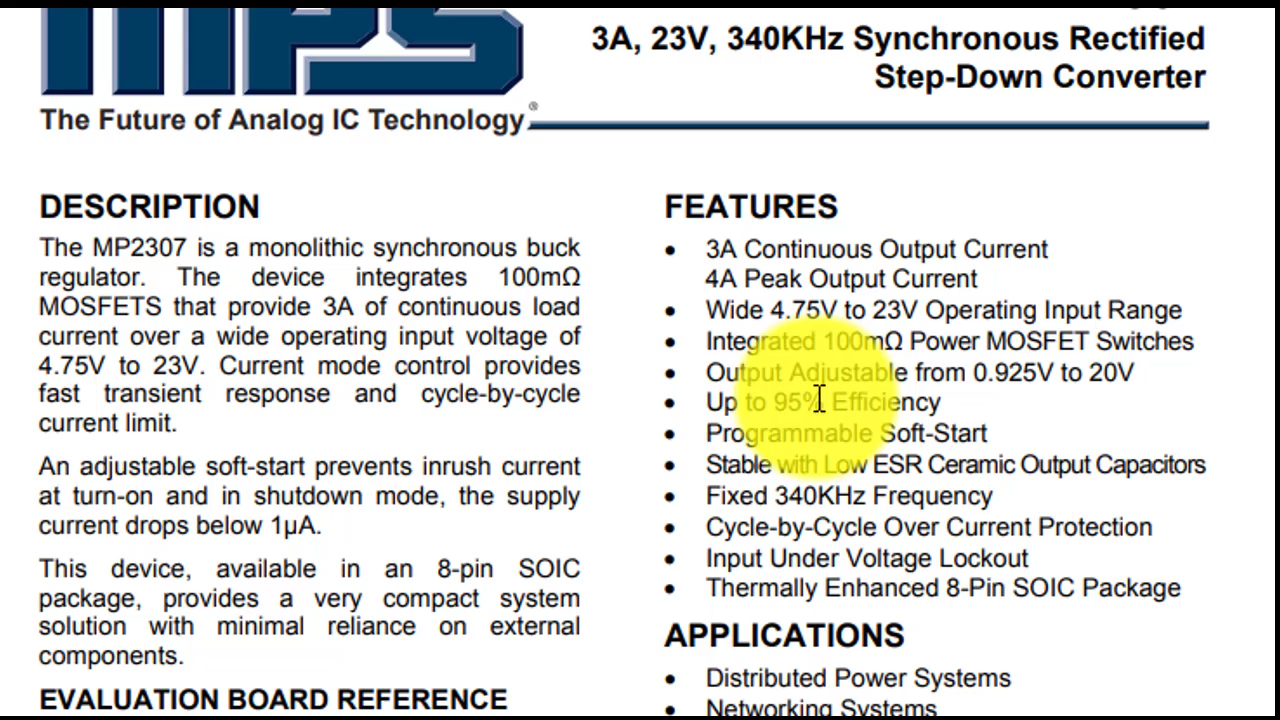 mps
3A, 23V, 340KHz Synchronous Rectified
Step-Down Converter
The Future of Analog IC Technology®
DESCRIPTION
The MP2307 is a monolithic synchronous buck
regulator. The device integrates 100mΩ
MOSFETS that provide 3A of continuous load
current over a wide operating input voltage of
4.75V to 23V. Current mode control provides
fast transient response and cycle-by-cycle
current limit.
An adjustable soft-start prevents inrush current
at turn-on and in shutdown mode, the supply
current drops below 1µA.
This device, available in an 8-pin SOIC
package, provides a very compact system
solution with minimal reliance on external
components.
EVALUATION BOARD REFERENCE
FEATURES
• 3A Continuous Output Current
4A Peak Output Current
• Wide 4.75V to 23V Operating Input Range
• Integrated 100mΩ Power MOSFET Switches
• Output Adjustable from 0.925V to 20V
• Up to 95% Efficiency
• Programmable Soft-Start
• Stable with Low ESR Ceramic Output Capacitors
• Fixed 340KHz Frequency
• Cycle-by-Cycle Over Current Protection
• Input Under Voltage Lockout
• Thermally Enhanced 8-Pin SOIC Package
APPLICATIONS
• Distributed Power Systems
• Networking Systems